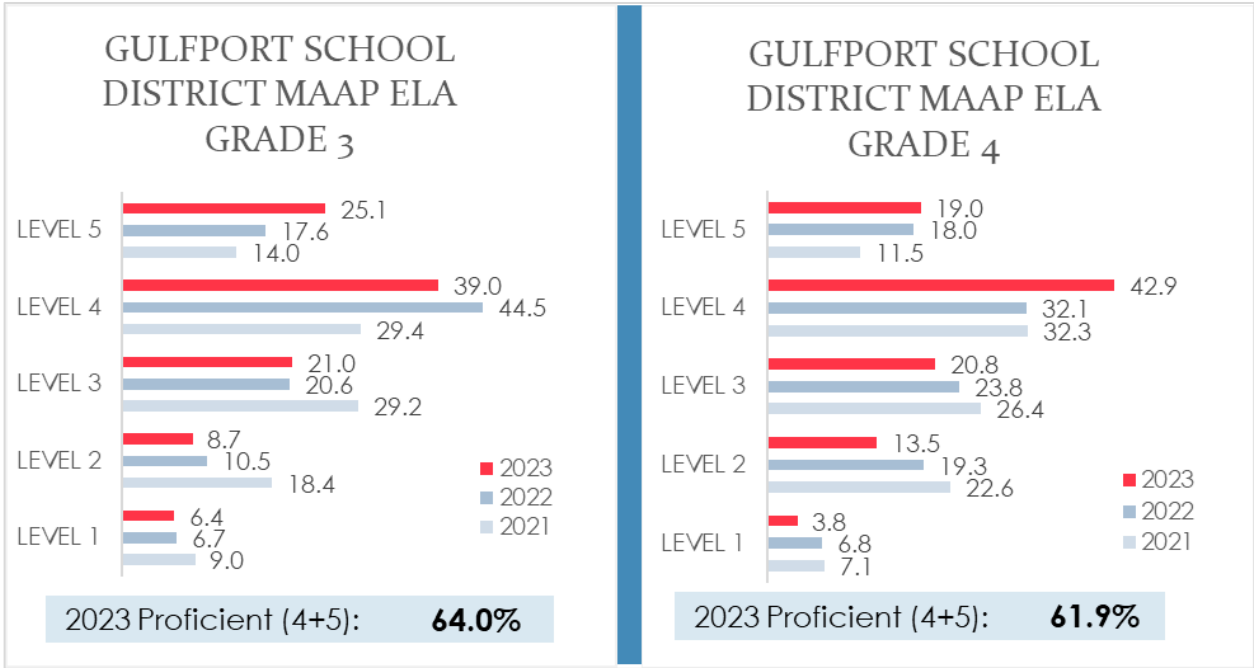 GULFPORT SCHOOL
DISTRICT MAAP ELA
GRADE 3
LEVEL 5
25.1
17.6
14.0
LEVEL 4
39.0
44.5
29.4
LEVEL 3
21.0
20.6
29.2
LEVEL 2
8.7
10.5
18.4
LEVEL 1
6.4
6.7
9.0
2023
2022
2021
2023 Proficient (4+5): 64.0%
GULFPORT SCHOOL
DISTRICT MAAP ELA
GRADE 4
LEVEL 5
19.0
18.0
11.5
LEVEL 4
42.9
32.1
32.3
LEVEL 3
20.8
23.8
26.4
LEVEL 2
13.5
19.3
22.6
LEVEL 1
3.8
6.8
7.1
2023
2022
2021
2023 Proficient (4+5): 61.9%